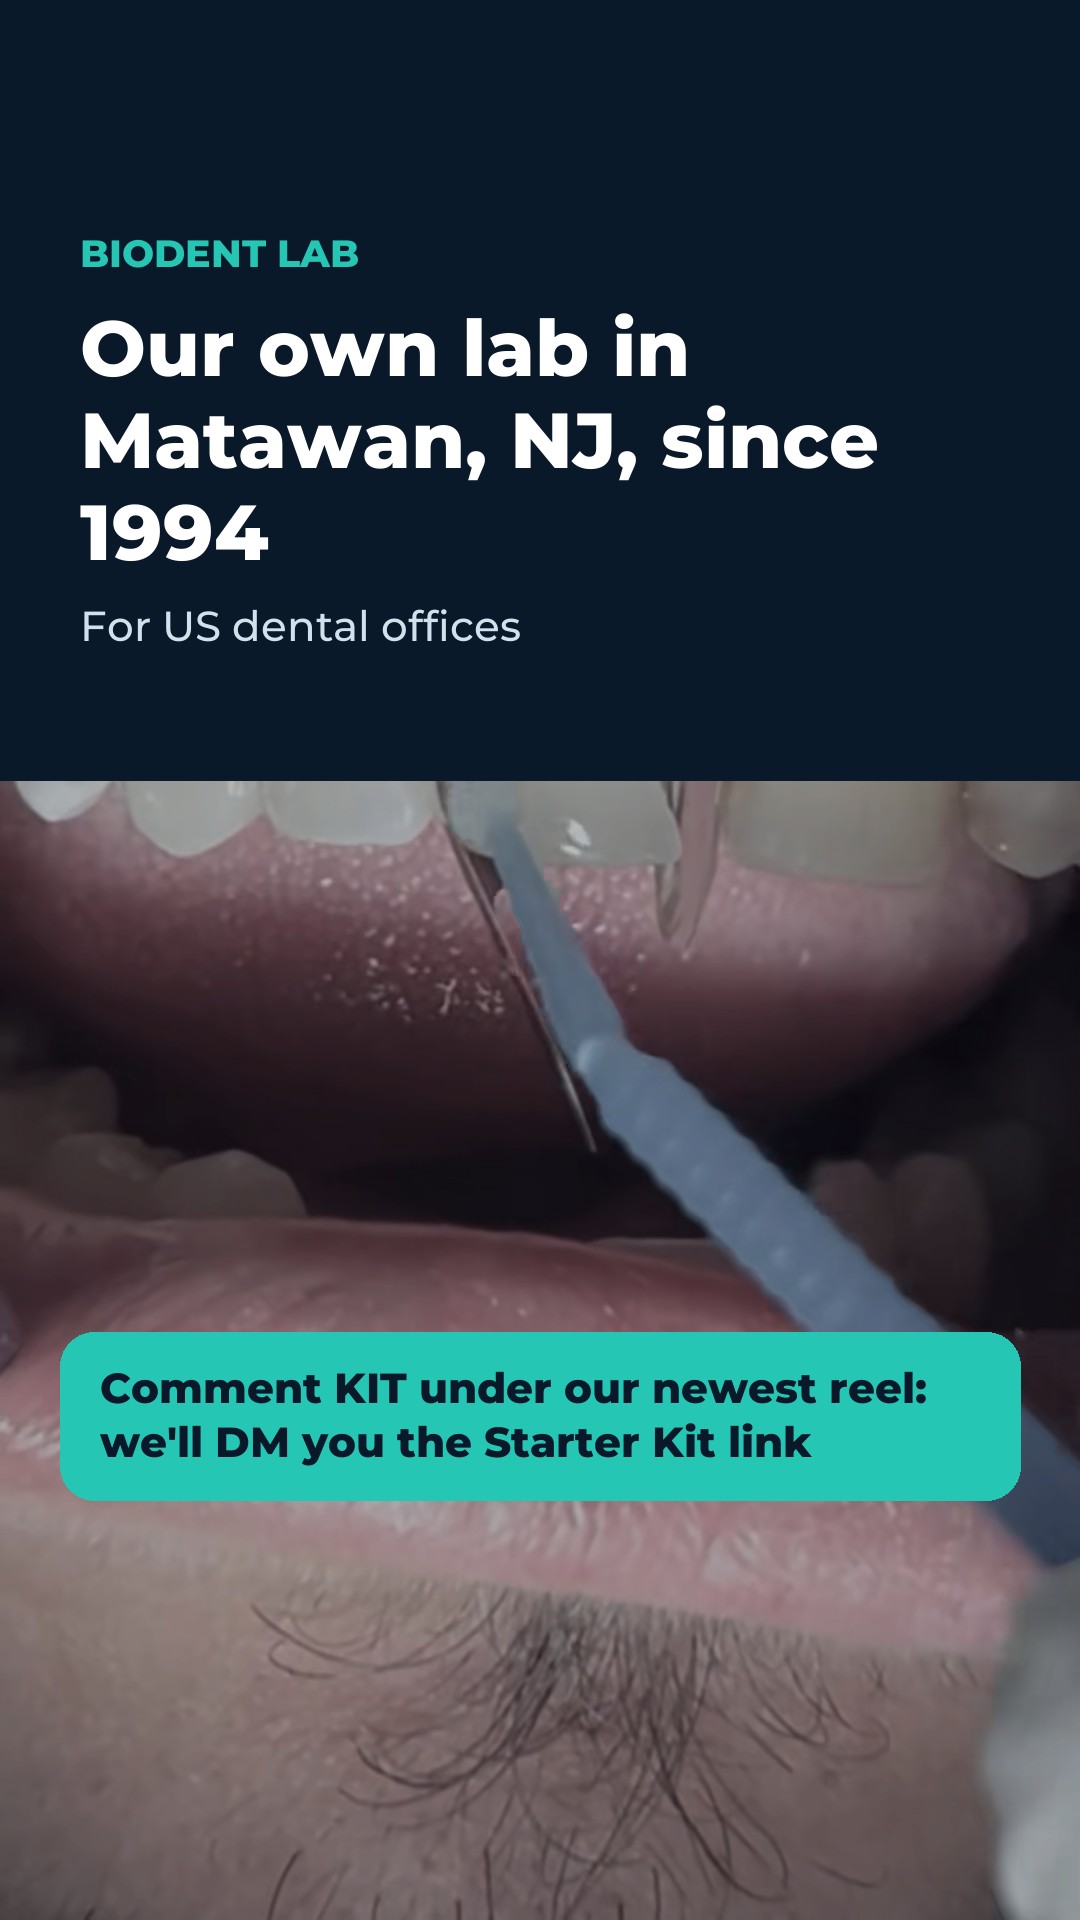 BIODENT LAB
Our own lab in
Matawan, NJ, since
1994
For US dental offices
Comment KIT under our newest reel:
we'll DM you the Starter Kit link